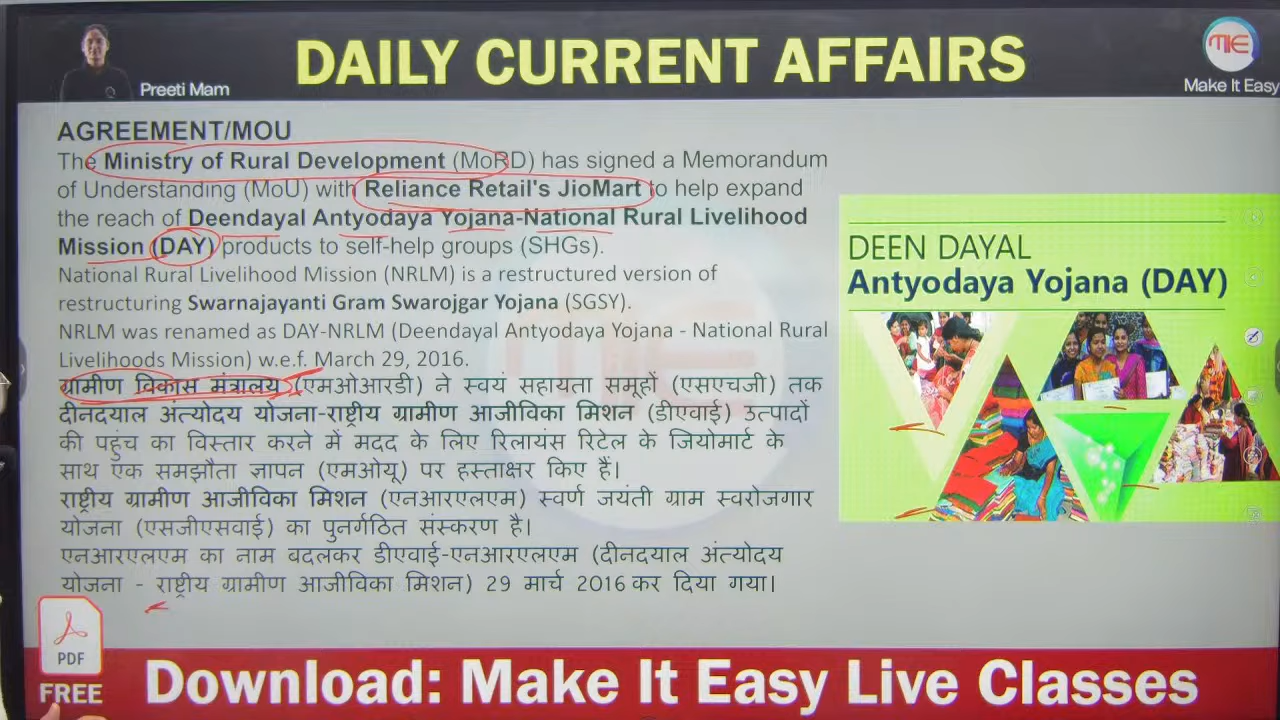 DAILY CURRENT AFFAIRS
Preeti Mam
MIE
Make It Easy
AGREEMENT/MOU
The Ministry of Rural Development (MoRD) has signed a Memorandum
of Understanding (MoU) with Reliance Retail's JioMart to help expand
the reach of Deendayal Antyodaya Yojana-National Rural Livelihood
Mission (DAY) products to self-help groups (SHGs).
National Rural Livelihood Mission (NRLM) is a restructured version of
restructuring Swarnajayanti Gram Swarojgar Yojana (SGSY).
NRLM was renamed as DAY-NRLM (Deendayal Antyodaya Yojana - National Rural
Livelihoods Mission) w.e.f. March 29, 2016.
ग्रामीण विकास मंत्रालय (एमओआरडी) ने स्वयं सहायता समूहों (एसएचजी) तक
दीनदयाल अंत्योदय योजना-राष्ट्रीय ग्रामीण आजीविका मिशन (डीएवाई) उत्पादों
की पहुंच का विस्तार करने में मदद के लिए रिलायंस रिटेल के जियोमार्ट के
साथ एक समझौता ज्ञापन (एमओयू) पर हस्ताक्षर किए हैं।
राष्ट्रीय ग्रामीण आजीविका मिशन (एनआरएलएम) स्वर्ण जयंती ग्राम स्वरोजगार
योजना (एसजीएसवाई) का पुनर्गठित संस्करण है।
एनआरएलएम का नाम बदलकर डीएवाई-एनआरएलएम (दीनदयाल अंत्योदय
योजना - राष्ट्रीय ग्रामीण आजीविका मिशन) 29 मार्च 2016 कर दिया गया।
DEEN DAYAL
Antyodaya Yojana (DAY)
PDF
FREE
Download: Make It Easy Live Classes